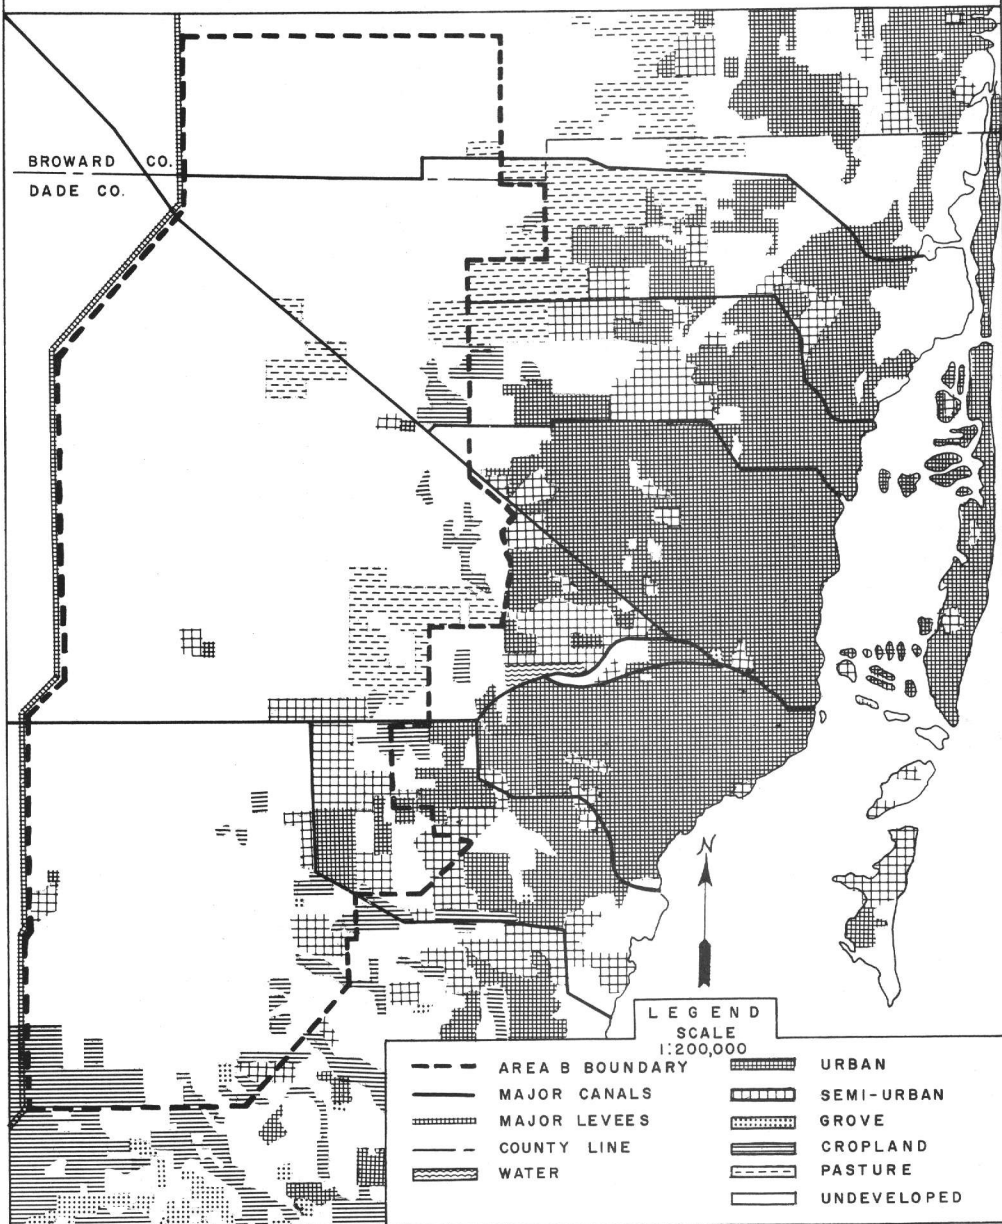 BROWARD CO.
DADE CO.
N
LEGEND
SCALE
1:200,000
AREA B BOUNDARY
MAJOR CANALS
MAJOR LEVEES
COUNTY LINE
WATER
URBAN
SEMI-URBAN
GROVE
CROPLAND
PASTURE
UNDEVELOPED